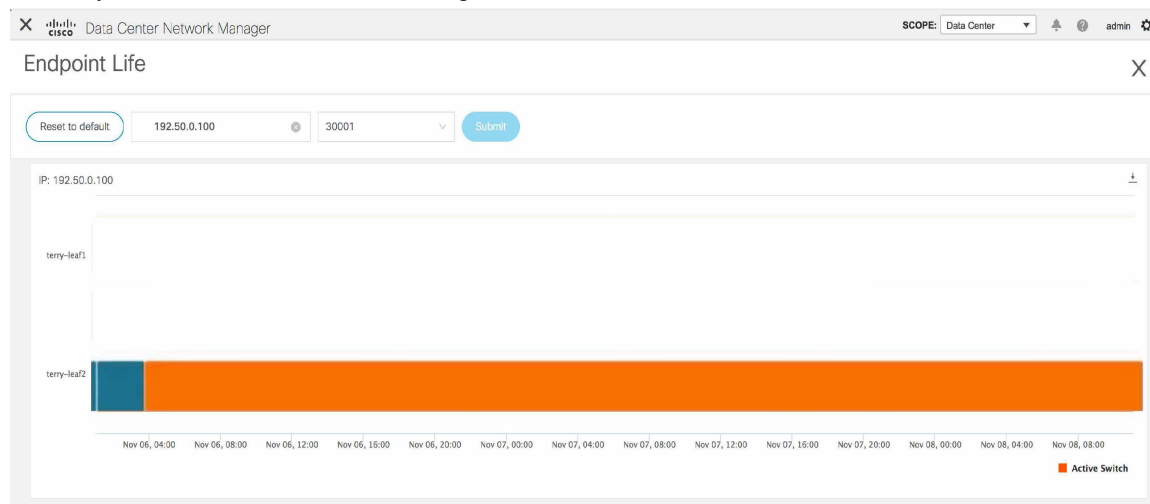 X cisco Data Center Network Manager SCOPE: Data Center admin
Endpoint Life X
Reset to default 192.50.0.100 30001 Submit
IP: 192.50.0.100
terry-leaf1
terry-leaf2
Nov 06, 04:00 Nov 06, 08:00 Nov 06, 12:00 Nov 06, 16:00 Nov 06, 20:00 Nov 07, 00:00 Nov 07, 04:00 Nov 07, 08:00 Nov 07, 12:00 Nov 07, 16:00 Nov 07, 20:00 Nov 08, 00:00 Nov 08, 04:00 Nov 08, 08:00
Active Switch